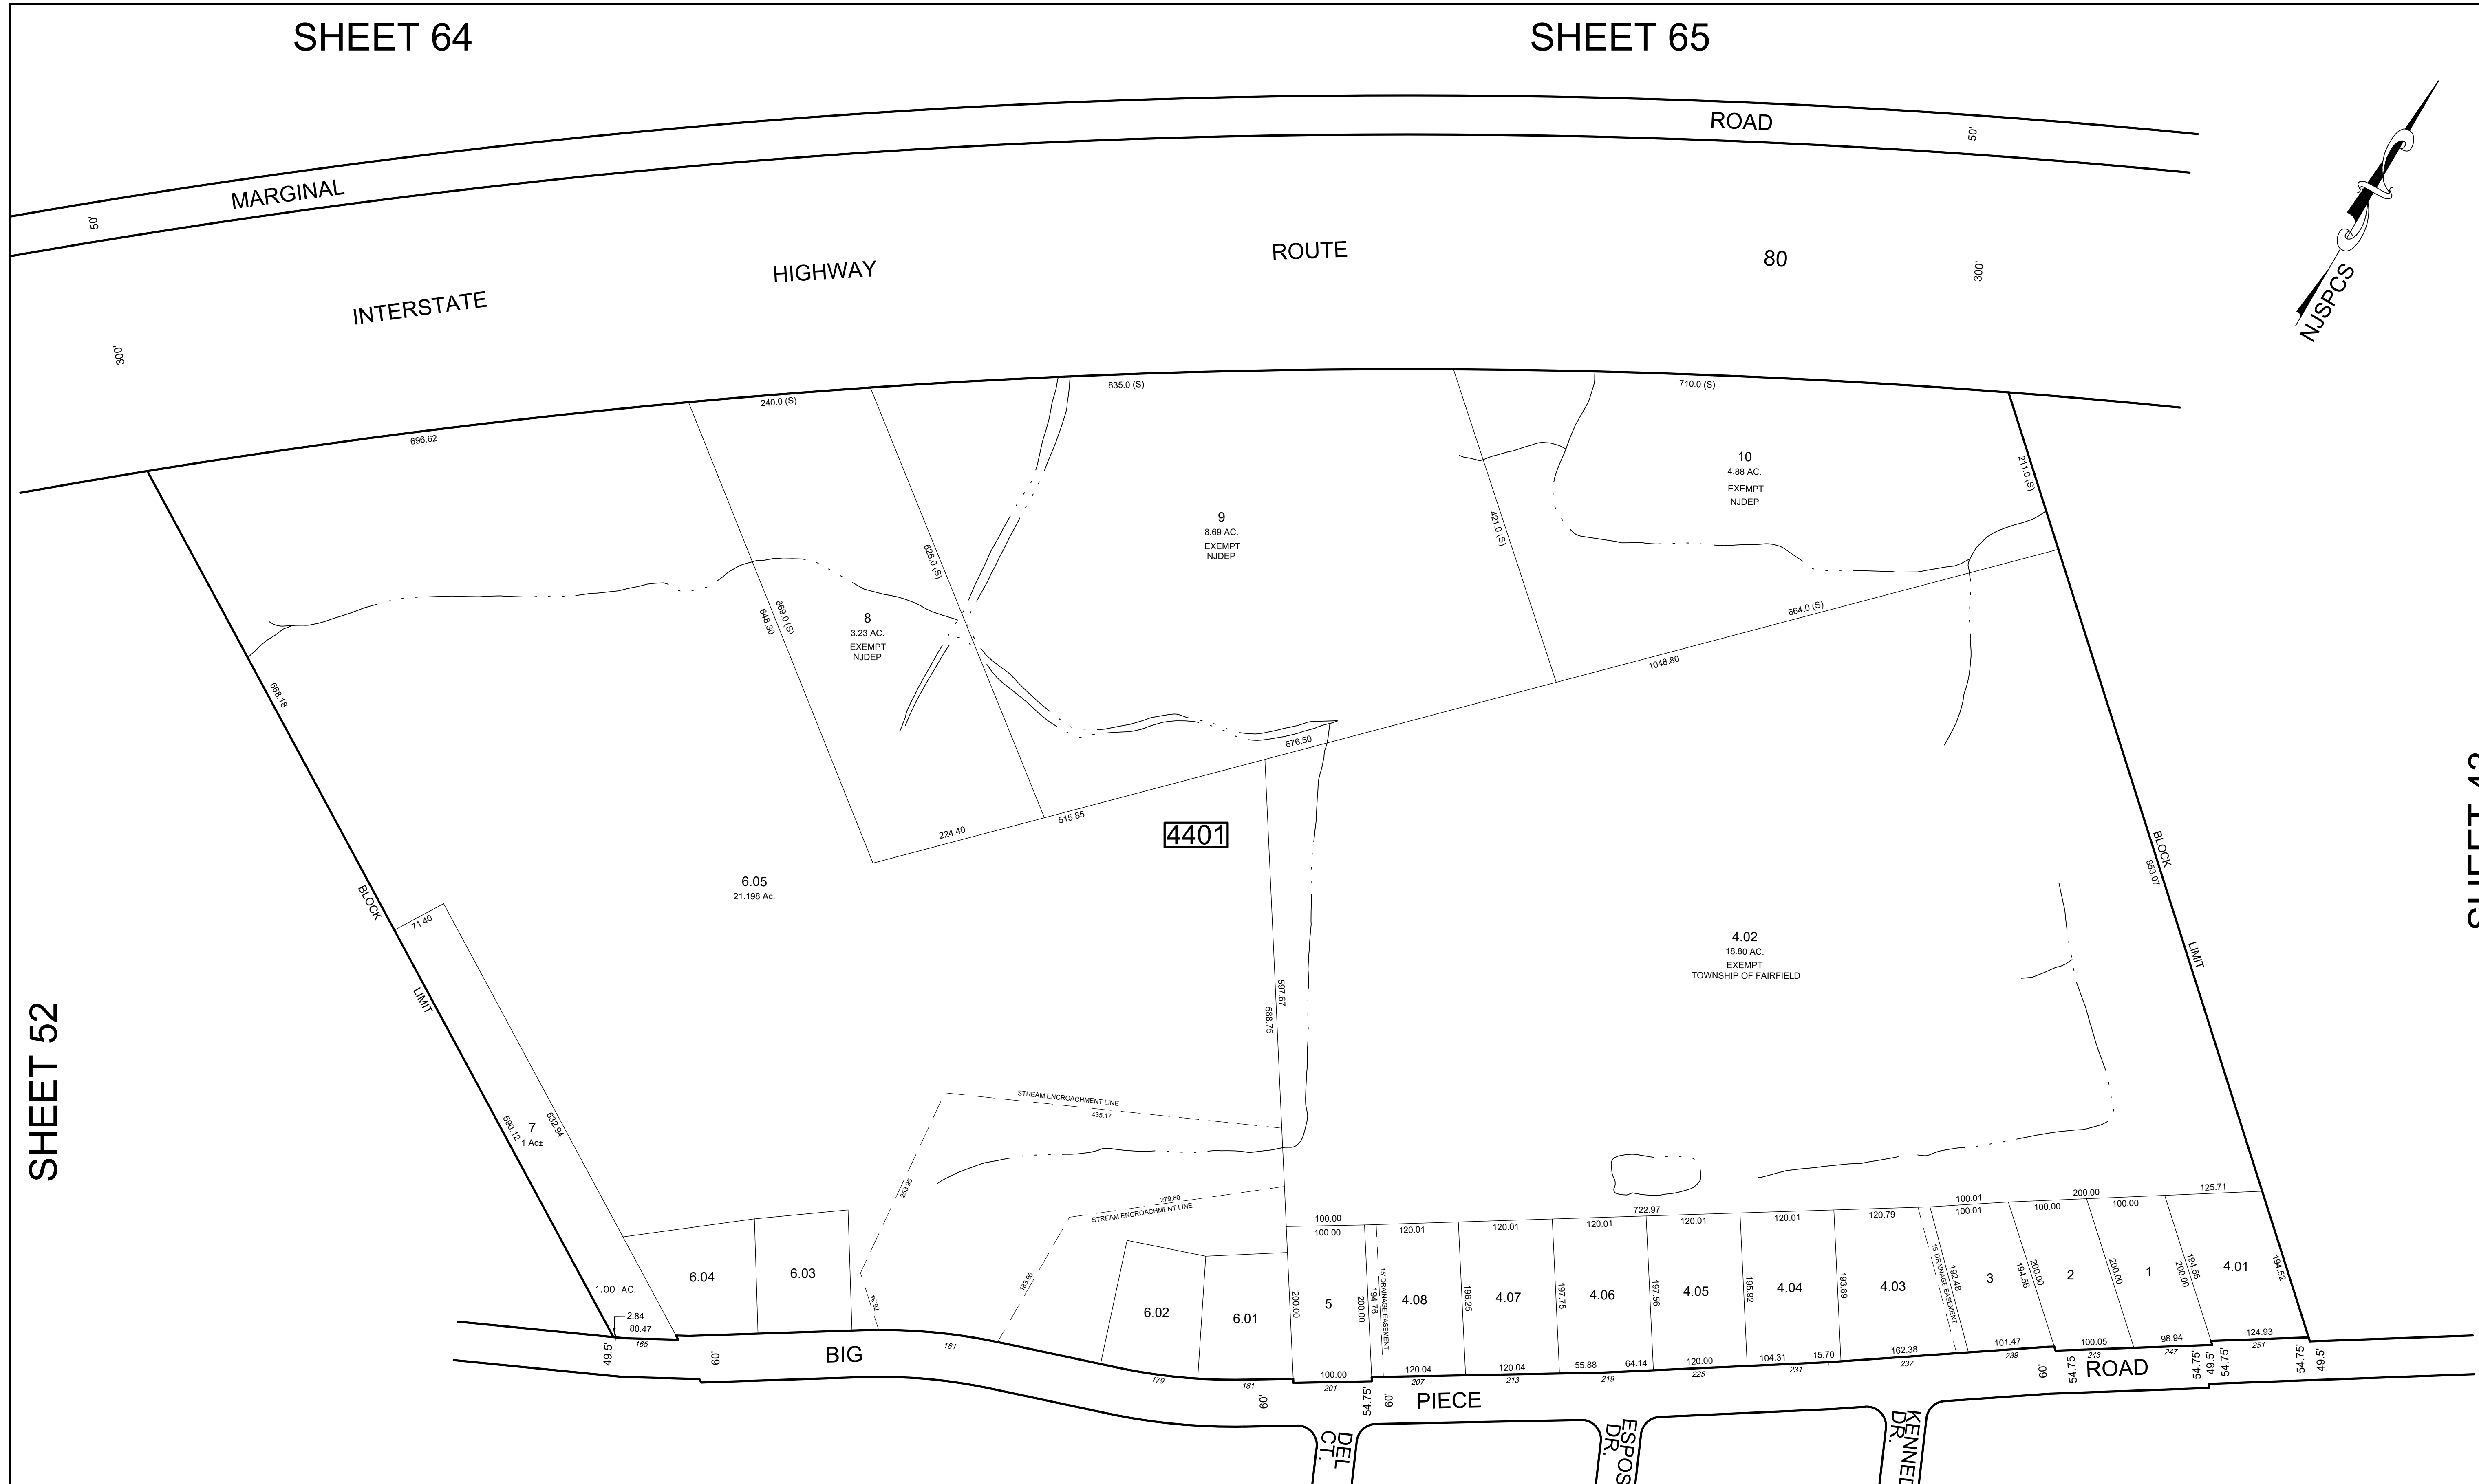 SHEET 64
SHEET 65
MARGINAL
ROAD
50'
50'
INTERSTATE
HIGHWAY
ROUTE
80
300'
300'
NJSPCS
696.62
240.0 (S)
835.0 (S)
710.0 (S)
211.0 (S)
10
4.88 AC.
EXEMPT
NJDEP
421.0 (S)
9
8.69 AC.
EXEMPT
NJDEP
626.0 (S)
669.0 (S)
648.30
8
3.23 AC.
EXEMPT
NJDEP
664.0 (S)
1048.80
668.18
676.50
515.85
224.40
4401
BLOCK
853.07
LIMIT
6.05
21.198 Ac.
BLOCK
LIMIT
71.40
4.02
18.80 AC.
EXEMPT
TOWNSHIP OF FAIRFIELD
597.67
588.75
SHEET 52
STREAM ENCROACHMENT LINE
435.17
590.12
632.94
7
1 Ac±
253.95
279.60
STREAM ENCROACHMENT LINE
183.95
76.34
100.00
722.97
100.01
200.00
125.71
100.00
120.01
120.01
120.01
120.01
120.01
120.79
100.01
100.00
100.00
1.00 AC.
6.04
6.03
6.02
6.01
200.00
5
200.00
194.76
15' DRAINAGE EASEMENT
4.08
196.25
4.07
197.75
4.06
197.56
4.05
195.92
4.04
193.89
4.03
15' DRAINAGE EASEMENT
192.48
3
194.56
200.00
2
200.00
1
200.00
194.56
4.01
194.52
2.84
80.47
165
49.5'
60'
BIG
181
179
181
60'
100.00
201
54.75'
60'
120.04
207
120.04
213
55.88
64.14
219
120.00
225
104.31
15.70
231
162.38
237
101.47
239
100.05
243
98.94
247
124.93
251
60'
54.75
54.75'
49.5'
54.75'
54.75'
49.5'
PIECE
ROAD
DEL
CT.
DR.
DR.